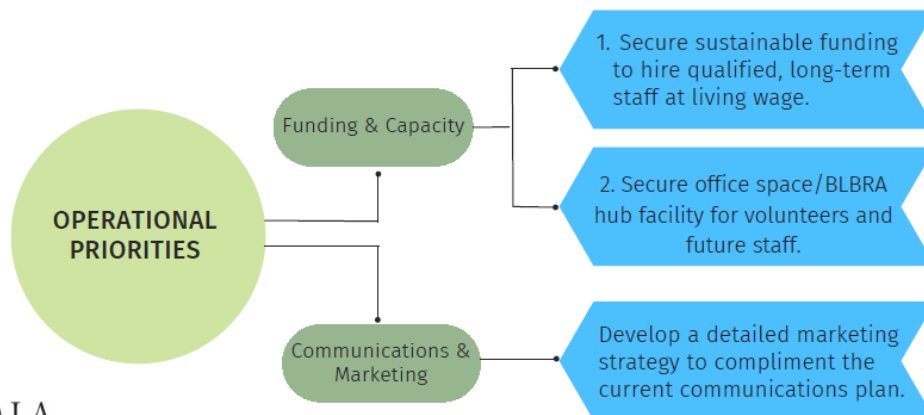 OPERATIONAL
PRIORITIES
Funding & Capacity
1. Secure sustainable funding
to hire qualified, long-term
staff at living wage.
2. Secure office space/BLBRA
hub facility for volunteers and
future staff.
Communications &
Marketing
Develop a detailed marketing
strategy to compliment the
current communications plan.